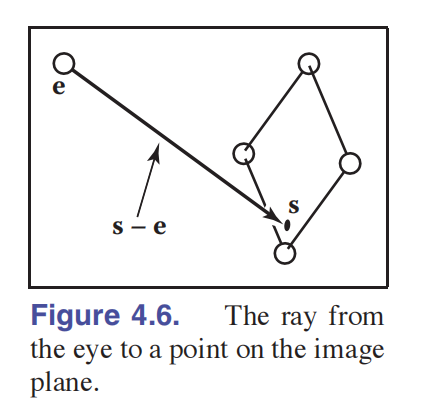 e
s
s – e
Figure 4.6. The ray from
the eye to a point on the image
plane.